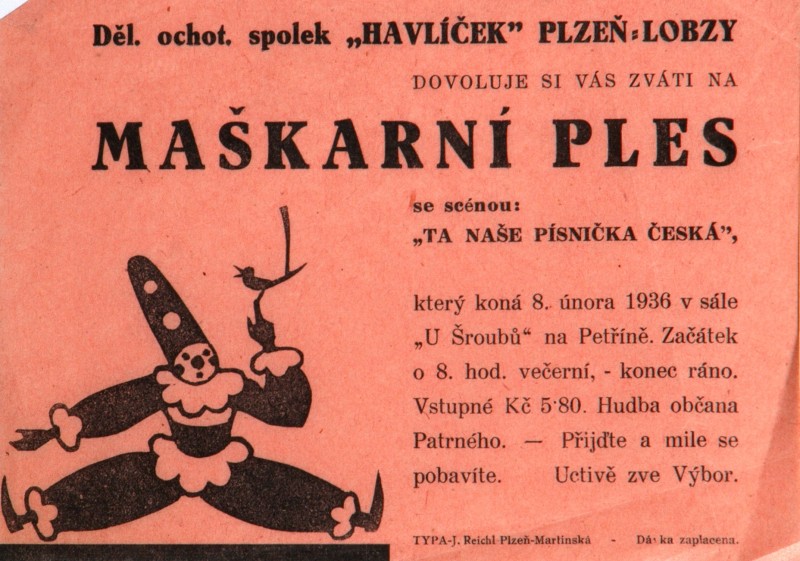 Děl. ochot. spolek „HAVLÍČEK” PLZEŇ-LOBZY
DOVOLUJE SI VÁS ZVÁTI NA
MAŠKARNÍ PLES
se scénou:
„TA NAŠE PÍSNIČKA ČESKÁ”,
který koná 8. února 1936 v sále
„U Šroubů“ na Petříně. Začátek
o 8. hod. večerní, - konec ráno.
Vstupné Kč 5·80. Hudba občana
Patrného. — Přijďte a mile se
pobavíte. Uctivě zve Výbor.
TYPA-J. Reichl Plzeň-Martinská - zaplacena.